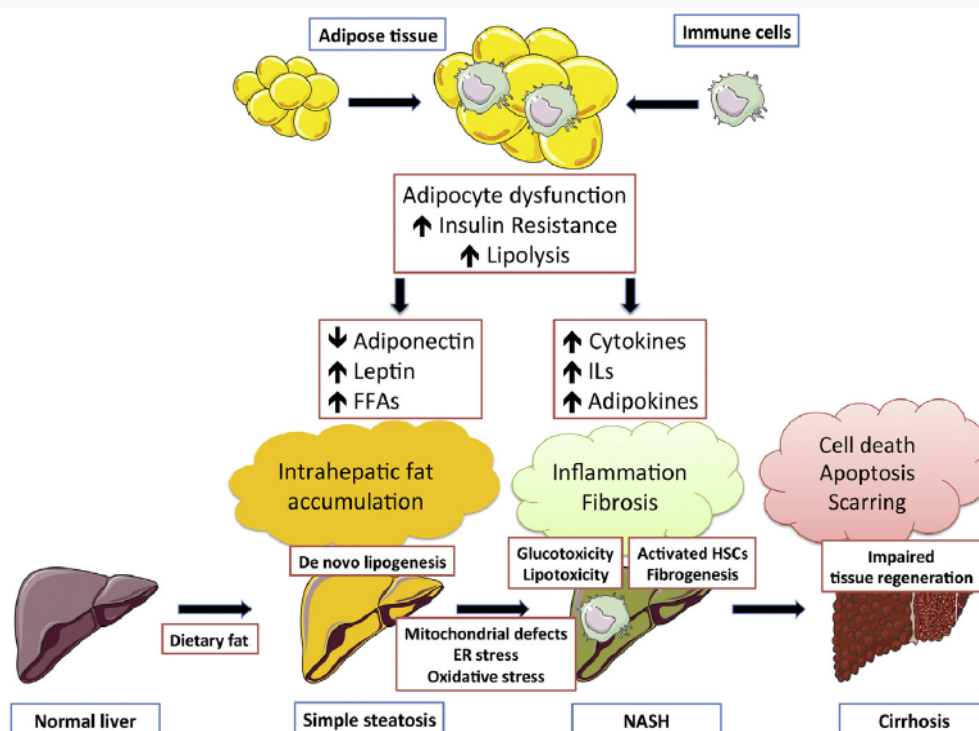 Adipose tissue
Immune cells
Adipocyte dysfunction
↑ Insulin Resistance
↑ Lipolysis
↓ Adiponectin
↑ Leptin
↑ FFAs
↑ Cytokines
↑ ILs
↑ Adipokines
Intrahepatic fat
accumulation
Inflammation
Fibrosis
Cell death
Apoptosis
Scarring
De novo lipogenesis
Glucotoxicity
Lipotoxicity
Activated HSCs
Fibrogenesis
Impaired
tissue regeneration
Dietary fat
Mitochondrial defects
ER stress
Oxidative stress
Normal liver
Simple steatosis
NASH
Cirrhosis